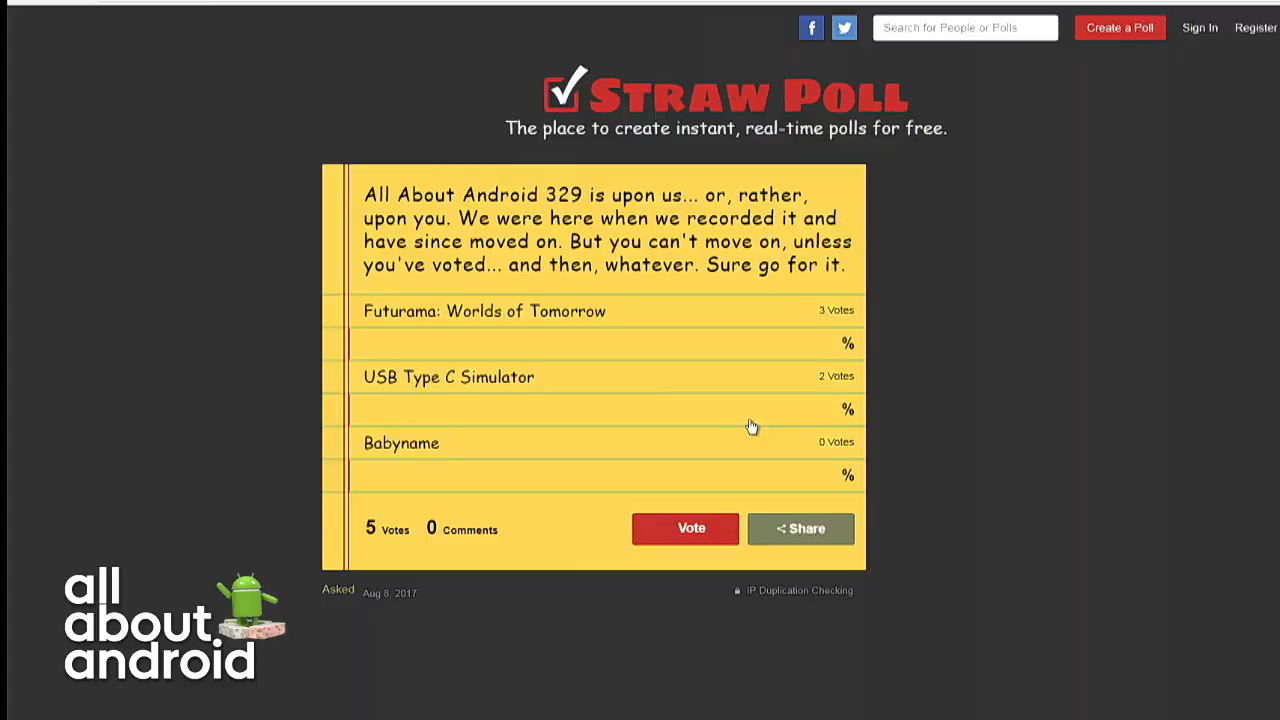 f
Search for People or Polls
Create a Poll
Sign In
Register
STRAW POLL
The place to create instant, real-time polls for free.
All About Android 329 is upon us... or, rather,
upon you. We were here when we recorded it and
have since moved on. But you can't move on, unless
you've voted... and then, whatever. Sure go for it.
Futurama: Worlds of Tomorrow
3 Votes
%
USB Type C Simulator
2 Votes
%
Babyname
0 Votes
%
5 Votes
0 Comments
Vote
Share
Asked
Aug 8, 2017
IP Duplication Checking
all
about
android